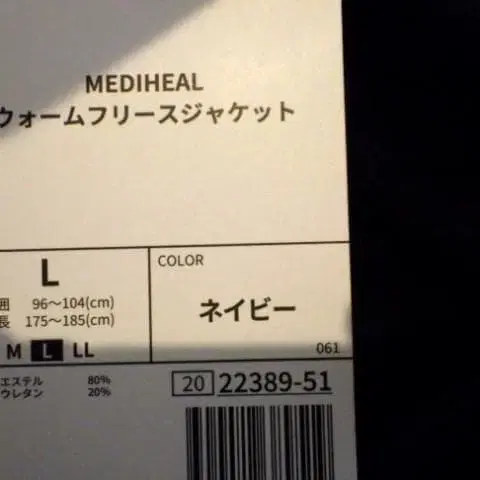 MEDIHEAL
ウォームフリースジャケット
L
COLOR
囲 96～104(cm)
長 175～185(cm)
ネイビー
M L LL
061
エステル 80%
ウレタン 20%
20 22389-51